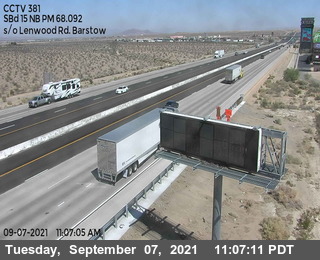 CCTV 381
SBd 15 NB PM 68.092
s/o Lenwood Rd. Barstow
09-07-2021 11:07:05 AM
Tuesday, September 07, 2021 11:07:11 PDT